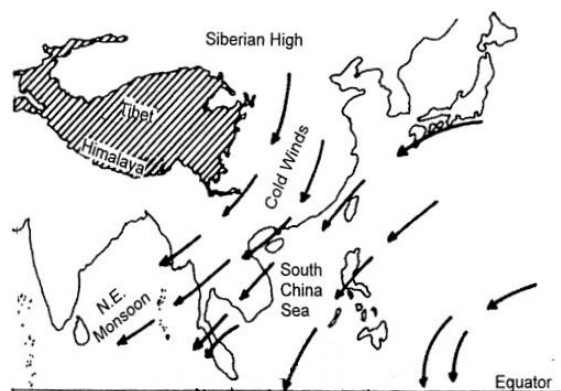 Siberian High
Tibet
Himalaya
Cold Winds
N.E.
Monsoon
South
China
Sea
Equator